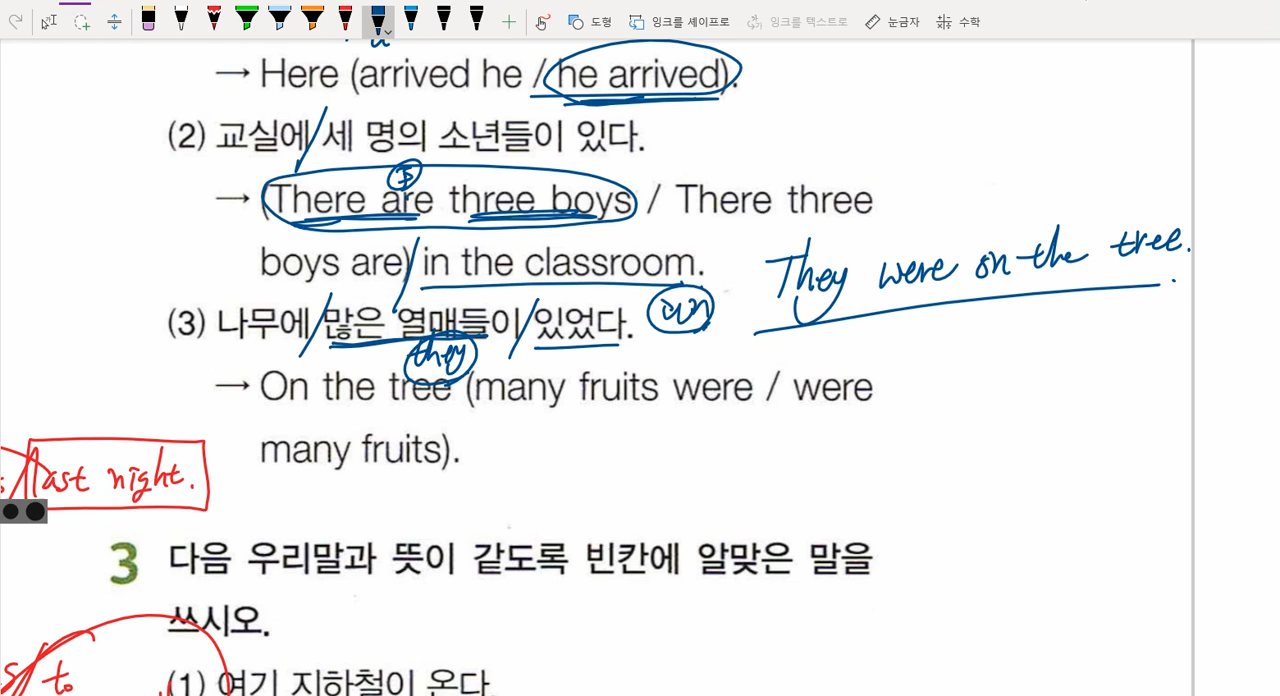 도형
잉크를 셰이프로
잉크를 텍스트로
눈금자
수학
→ Here (arrived he / he arrived).
(2) 교실에 세 명의 소년들이 있다.
→ (There are three boys / There three
boys are) in the classroom.
They were on the tree.
(3) 나무에 많은 열매들이 있었다.
they
→ On the tree (many fruits were / were
many fruits).
last night.
3 다음 우리말과 뜻이 같도록 빈칸에 알맞은 말을
쓰시오.
to
(1) 여기 지하철이 온다.